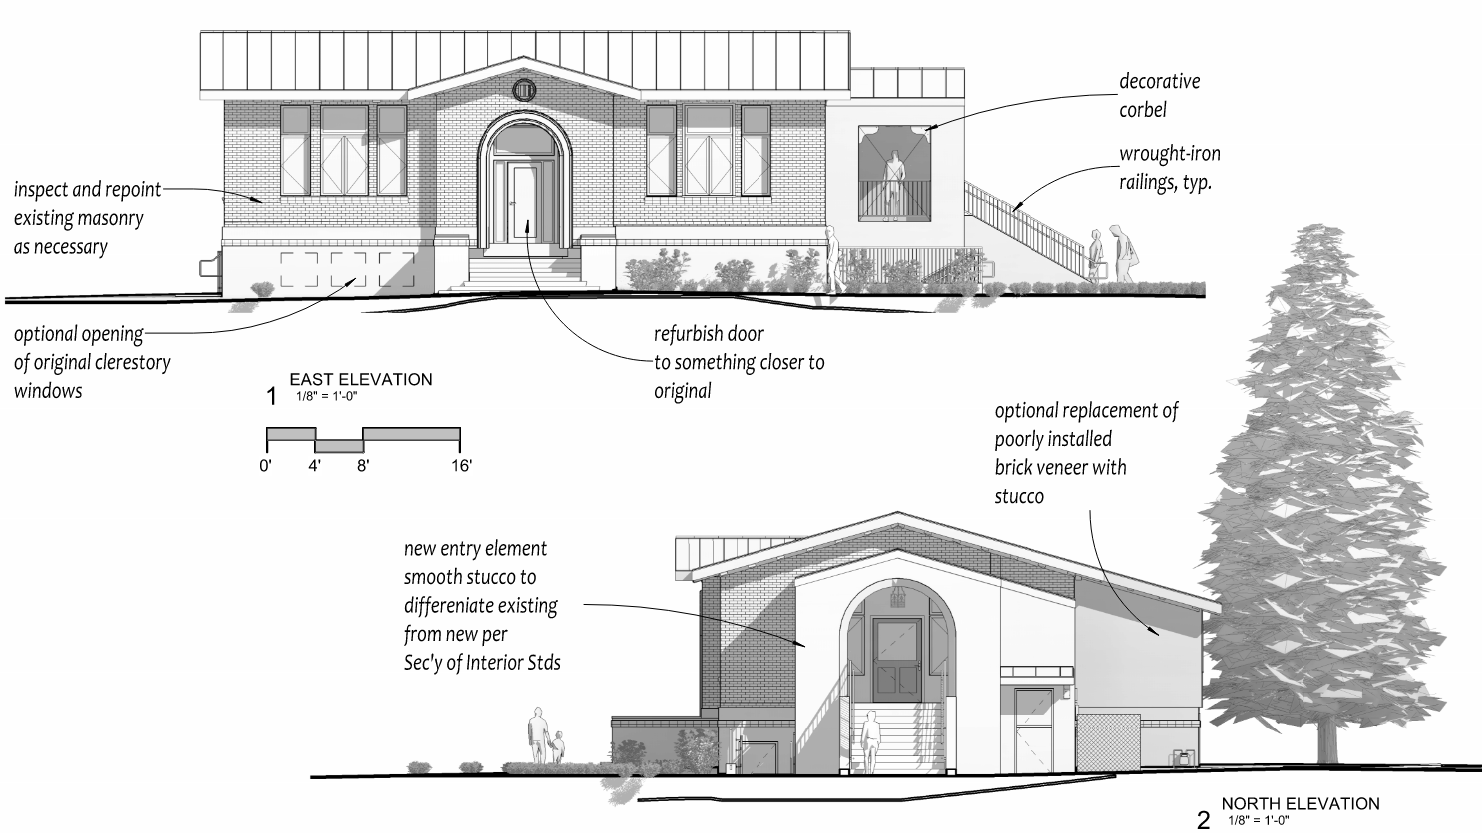 decorative
corbel
wrought-iron
railings, typ.
inspect and repoint
existing masonry
as necessary
optional opening
of original clerestory
windows
refurbish door
to something closer to
original
1 EAST ELEVATION
1/8" = 1'-0"
0' 4' 8' 16'
optional replacement of
poorly installed
brick veneer with
stucco
new entry element
smooth stucco to
differeniate existing
from new per
Sec'y of Interior Stds
2 NORTH ELEVATION
1/8" = 1'-0"